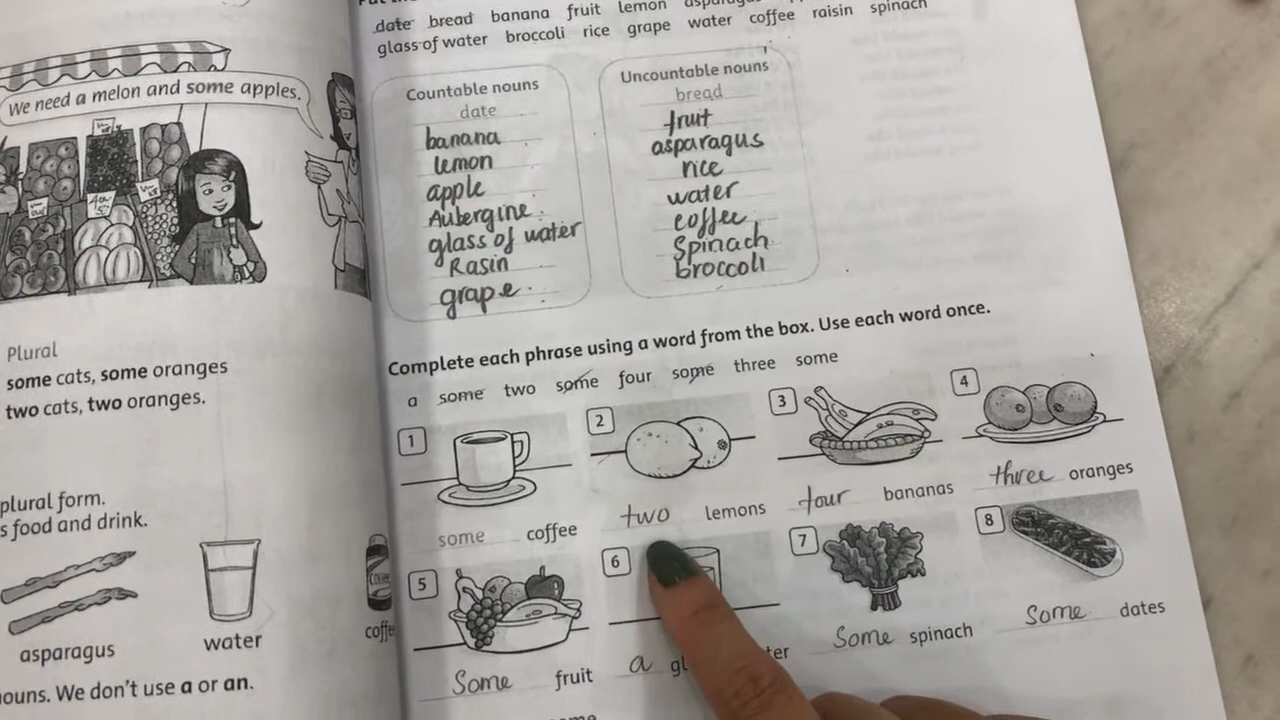 We need a melon and some apples.
Plural
some cats, some oranges
two cats, two oranges.
plural form.
food and drink.
asparagus
water
nouns. We don't use a or an.
date bread banana fruit lemon
glass of water broccoli rice grape water coffee raisin spinach
Countable nouns
date
banana
lemon
apple
Aubergine.
glass of water
Rasin
grape.
Uncountable nouns
bread
fruit
asparagus
rice
water
coffee
Spinach
broccoli
Complete each phrase using a word from the box. Use each word once.
a some two some four some three some
1
some coffee
2
two lemons
3
four bananas
4
three oranges
5
Some fruit
6
a
7
Some spinach
8
Some dates